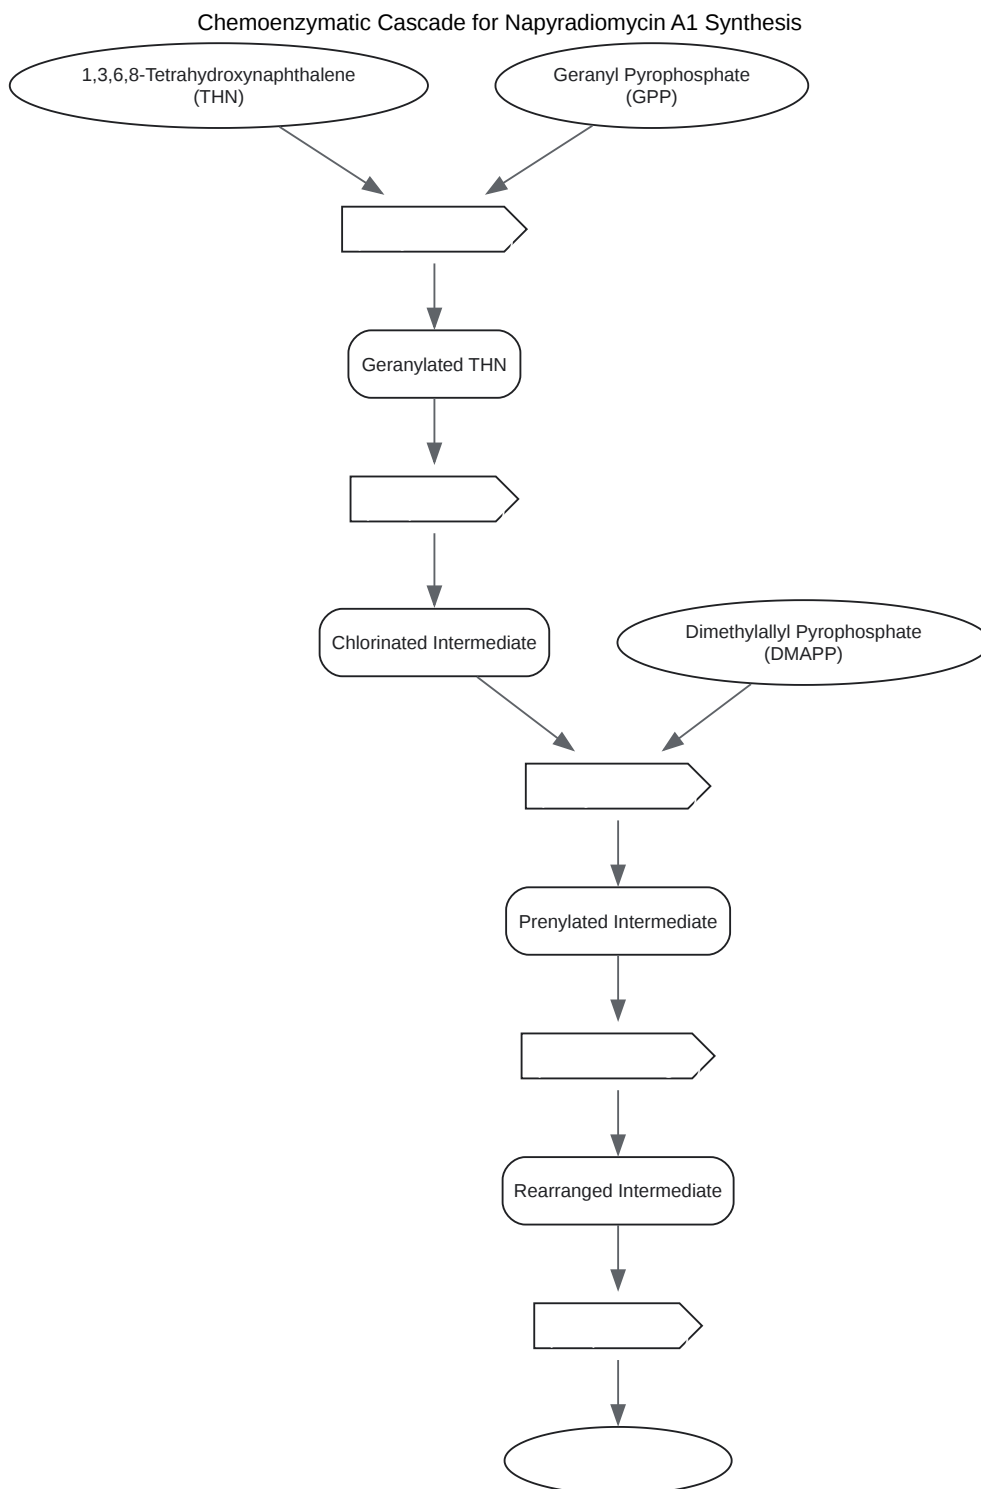 Chemoenzymatic Cascade for Napyradiomycin A1 Synthesis
1,3,6,8-Tetrahydroxynaphthalene
(THN)
Geranyl Pyrophosphate
(GPP)
Geranylated THN
Chlorinated Intermediate
Dimethylallyl Pyrophosphate
(DMAPP)
Prenylated Intermediate
Rearranged Intermediate